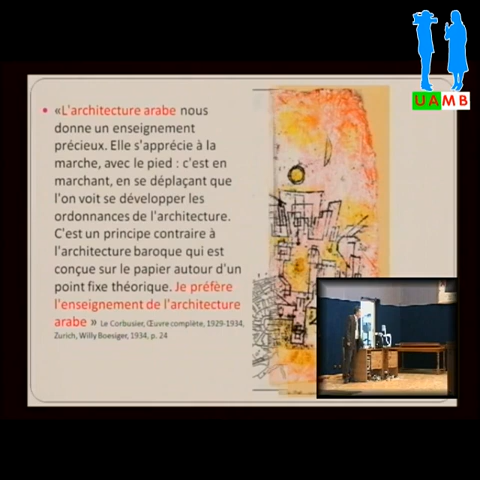 UAMB
«L'architecture arabe nous
donne un enseignement
précieux. Elle s'apprécie à la
marche, avec le pied : c'est en
marchant, en se déplaçant que
l'on voit se développer les
ordonnances de l'architecture.
C'est un principe contraire à
l'architecture baroque qui est
conçue sur le papier autour d'un
point fixe théorique. Je préfère
l'enseignement de l'architecture
arabe » Le Corbusier, Œuvre complète, 1929-1934,
Zurich, Willy Boesiger, 1934, p. 24